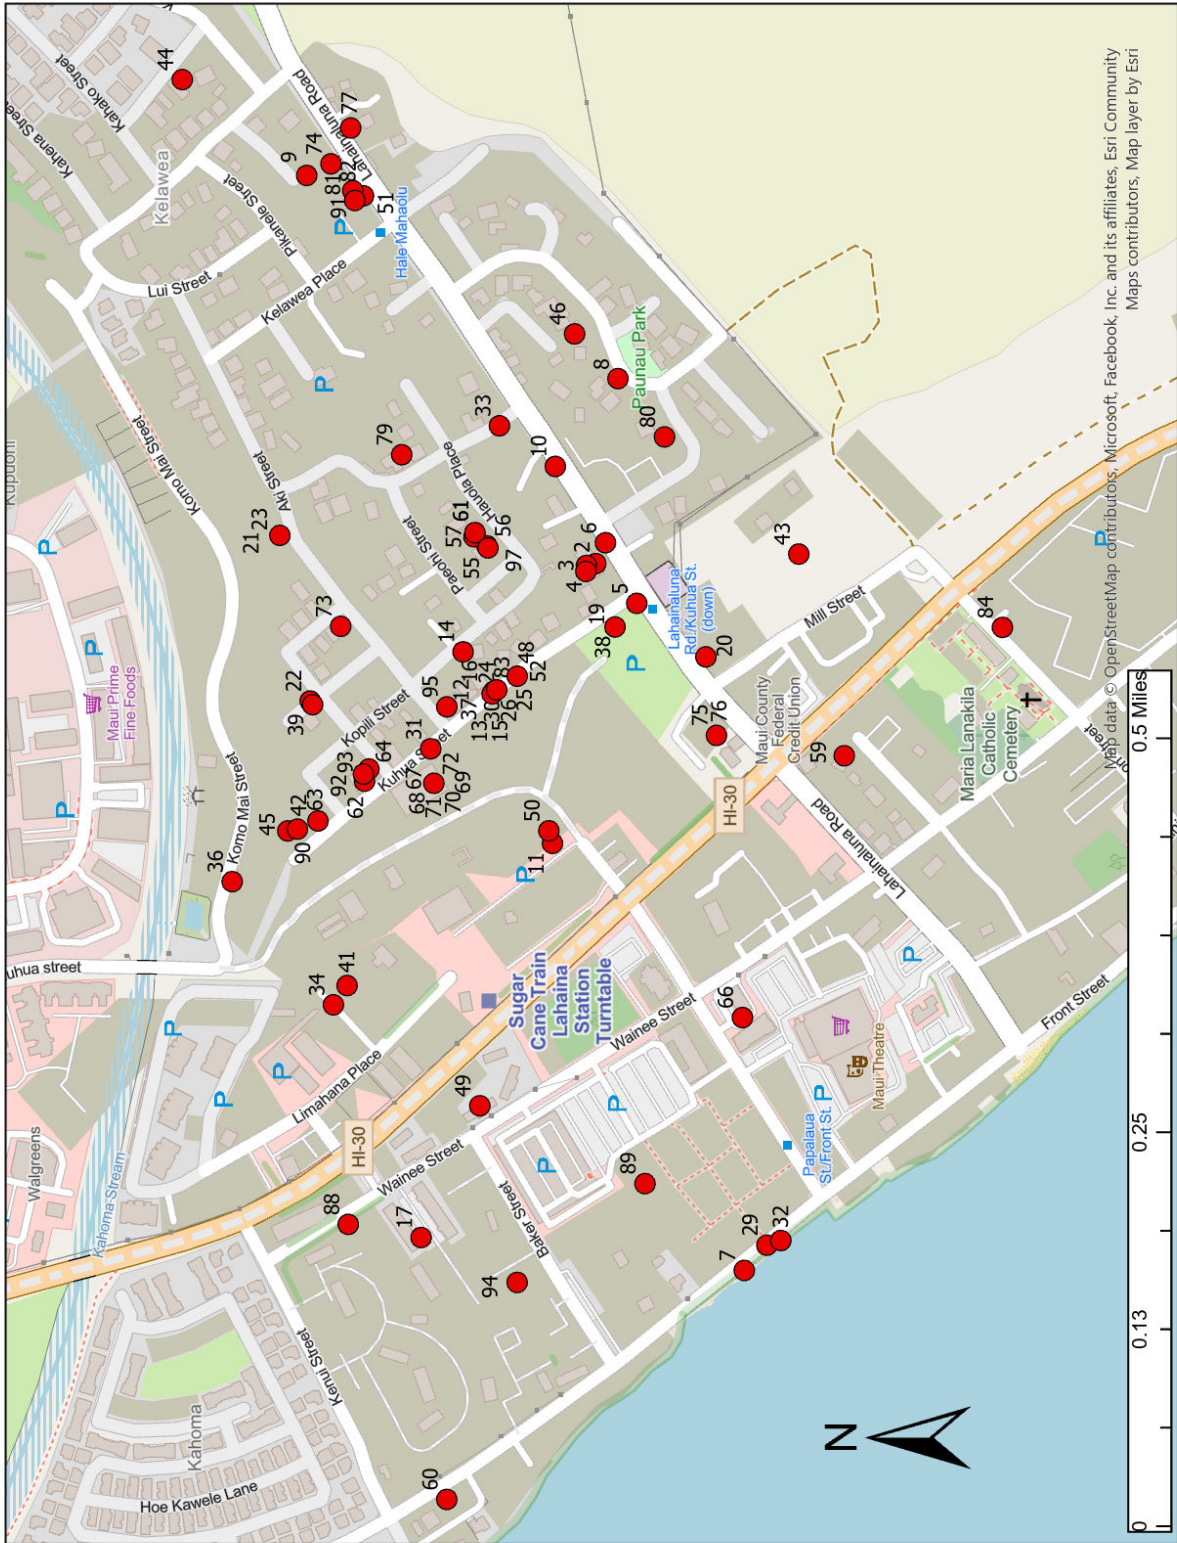 44
Kahako Street
Kahena Street
Kelawea
9
74
77
81
82
91
51
Lahainaluna Road
Pikanele Street
P
Hale Mahaolu
Lui Street
Kelawea Place
46
8
Paunau Park
80
P
Komo Mai Street
Kupuohi
79
33
10
Aki Street
Hauola Place
61
57
56
55
97
Paeohi Street
21
23
P
2
6
3
4
43
5
19
38
Lahainaluna
Rd./Kuhua St.
(down)
Mill Street
P
84
73
P
Maui Prime
Fine Foods
14
48
52
24
83
16
25
26
30
15
12
37
13
95
22
39
Kopili Street
20
P
75
76
Maui County
Federal
Credit Union
59
HI-30
Maria Lanakila
Catholic
Cemetery
31
Kuhua Street
64
93
92
62
72
67
68
69
70
71
P
63
42
45
90
50
11
P
36
Komo Mai Street
uhua street
Lahainaluna Road
P
41
34
Sugar
Cane Train
Lahaina
Station
Turntable
66
Wainee Street
Front Street
Maui Theatre
P
P
P
P
Limahana Place
49
P
P
Papalaua
St./Front St.
Walgreens
Kahoma Stream
HI-30
88
17
Wainee Street
Baker Street
89
94
29
32
7
Kenui Street
Kahoma
Hoe Kawele Lane
60
N
0
0.13
0.25
0.5 Miles
Map data © OpenStreetMap contributors, Microsoft, Facebook, Inc. and its affiliates, Esri Community
Maps contributors, Map layer by Esri